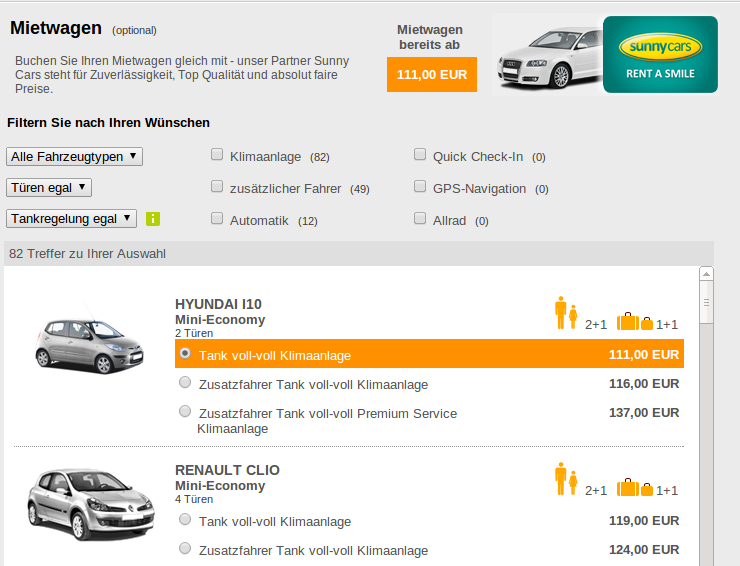 Mietwagen (optional)
Buchen Sie Ihren Mietwagen gleich mit - unser Partner Sunny
Cars steht für Zuverlässigkeit, Top Qualität und absolut faire
Preise.
Mietwagen
bereits ab
111,00 EUR
sunnycars
RENT A SMILE
Filtern Sie nach Ihren Wünschen
Alle Fahrzeugtypen Klimaanlage (82) Quick Check-In (0)
Türen egal zusätzlicher Fahrer (49) GPS-Navigation (0)
Tankregelung egal i Automatik (12) Allrad (0)
82 Treffer zu Ihrer Auswahl
HYUNDAI I10
Mini-Economy
2+1 1+1
2 Türen
Tank voll-voll Klimaanlage 111,00 EUR
Zusatzfahrer Tank voll-voll Klimaanlage 116,00 EUR
Zusatzfahrer Tank voll-voll Premium Service 137,00 EUR
Klimaanlage
RENAULT CLIO
Mini-Economy
2+1 1+1
4 Türen
Tank voll-voll Klimaanlage 119,00 EUR
Zusatzfahrer Tank voll-voll Klimaanlage 124,00 EUR